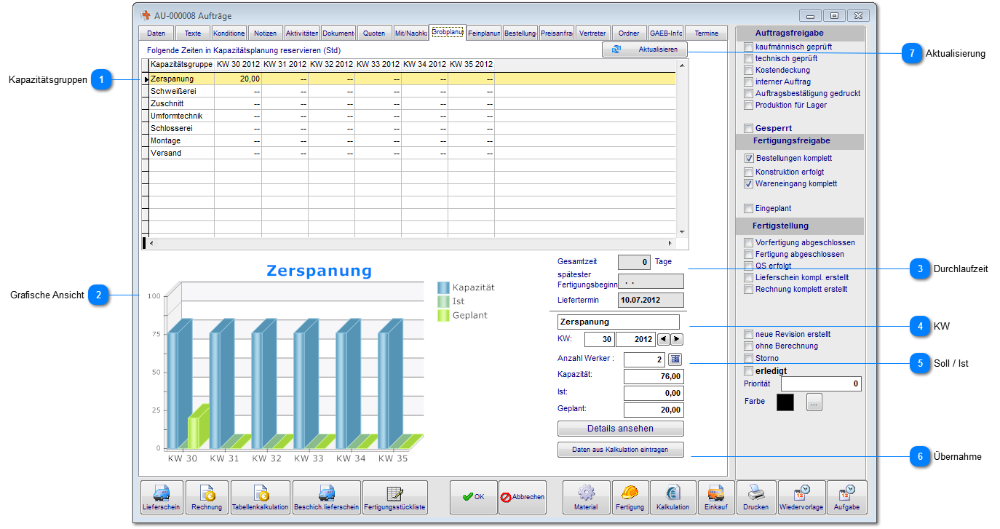 AU-000008 Aufträge
Daten Texte Konditione Notizen Aktivitäten Dokument Quoten Mit/Nachka Grobplanu Feinplanun Bestellung Preisanfra Vertreter Ordner GAEB-Info Termine
Folgende Zeiten in Kapazitätsplanung reservieren (Std)
Aktualisieren
7 Aktualisierung
Kapazitätsgruppe KW 30 2012 KW 31 2012 KW 32 2012 KW 33 2012 KW 34 2012 KW 35 2012
Kapazitätsgruppen 1
Zerspanung 20,00 -- -- -- -- --
Schweißerei -- -- -- -- -- --
Zuschnitt -- -- -- -- -- --
Umformtechnik -- -- -- -- -- --
Schlosserei -- -- -- -- -- --
Montage -- -- -- -- -- --
Versand -- -- -- -- -- --
Grafische Ansicht 2
Zerspanung
100
75
50
25
0
KW 30 KW 31 KW 32 KW 33 KW 34 KW 35
Kapazität
Ist
Geplant
Gesamtzeit 0 Tage
spätester
Fertigungsbeginn . .
Liefertermin 10.07.2012
3 Durchlaufzeit
Zerspanung
4 KW
KW: 30 2012
Anzahl Werker : 2
5 Soll / Ist
Kapazität: 76,00
Ist: 0,00
Geplant: 20,00
Details ansehen
Daten aus Kalkulation eintragen
6 Übernahme
Auftragsfreigabe
kaufmännisch geprüft
technisch geprüft
Kostendeckung
interner Auftrag
Auftragsbestätigung gedruckt
Produktion für Lager
Gesperrt
Fertigungsfreigabe
Bestellungen komplett
Konstruktion erfolgt
Wareneingang komplett
Eingeplant
Fertigstellung
Vorfertigung abgeschlossen
Fertigung abgeschlossen
QS erfolgt
Lieferschein kompl. erstellt
Rechnung komplett erstellt
neue Revision erstellt
ohne Berechnung
Storno
erledigt
Priorität 0
Farbe ...
Lieferschein Rechnung Tabellenkalkulation Beschich.lieferschein Fertigungsstückliste OK Abbrechen Material Fertigung Kalkulation Einkauf Drucken Wiedervorlage Aufgabe